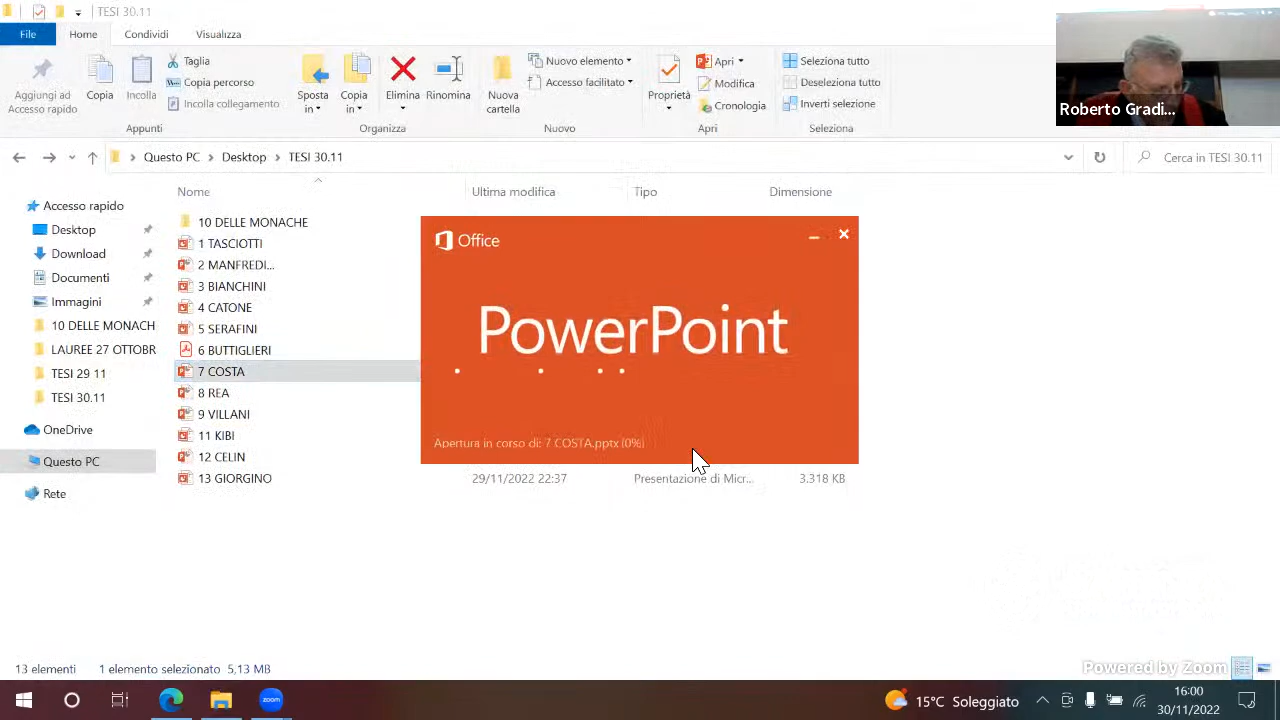 TESI 30.11
File Home Condividi Visualizza
Aggiungi ad Accesso rapido
Copia
Incolla
Taglia
Copia percorso
Incolla collegamento
Sposta in
Copia in
Elimina
Rinomina
Nuova cartella
Nuovo elemento
Accesso facilitato
Proprietà
Apri
Modifica
Cronologia
Seleziona tutto
Deseleziona tutto
Inverti selezione
Appunti Organizza Nuovo Apri Selezione
Roberto Gradi...
Questo PC Desktop TESI 30.11
Cerca in TESI 30.11
Nome Ultima modifica Tipo Dimensione
Accesso rapido
Desktop
Download
Documenti
Immagini
10 DELLE MONACH
LAUREE 27 OTTOBR
TESI 29 11
TESI 30.11
OneDrive
Questo PC
Rete
10 DELLE MONACHE
1 TASCIOTTI
2 MANFREDI...
3 BIANCHINI
4 CATONE
5 SERAFINI
6 BUTTIGLIERI
7 COSTA
8 REA
9 VILLANI
11 KIBI
12 CELIN
13 GIORGINO
29/11/2022 22:37 Presentazione di Micr... 3.318 KB
Office
PowerPoint
Apertura in corso di: 7 COSTA.pptx (0%)
13 elementi 1 elemento selezionato 5,13 MB
Powered by Zoom
zoom
15°C Soleggiato
16:00
30/11/2022